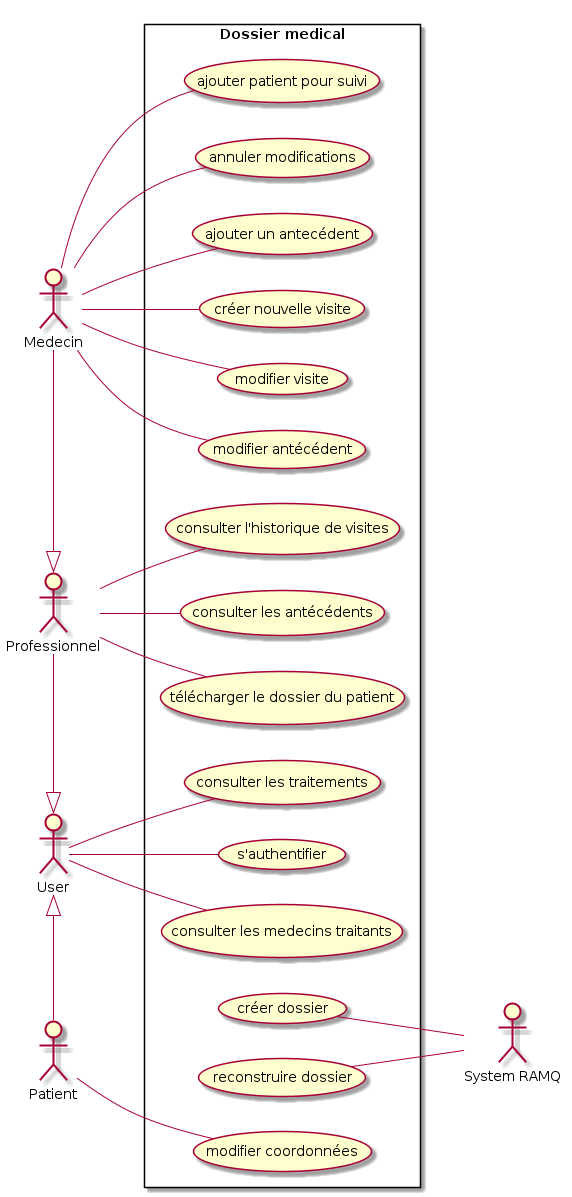 Dossier medical
ajouter patient pour suivi
annuler modifications
ajouter un antecédent
créer nouvelle visite
Medecin
modifier visite
modifier antécédent
consulter l'historique de visites
consulter les antécédents
Professionnel
télécharger le dossier du patient
consulter les traitements
s'authentifier
User
consulter les medecins traitants
créer dossier
reconstruire dossier
System RAMQ
Patient
modifier coordonnées